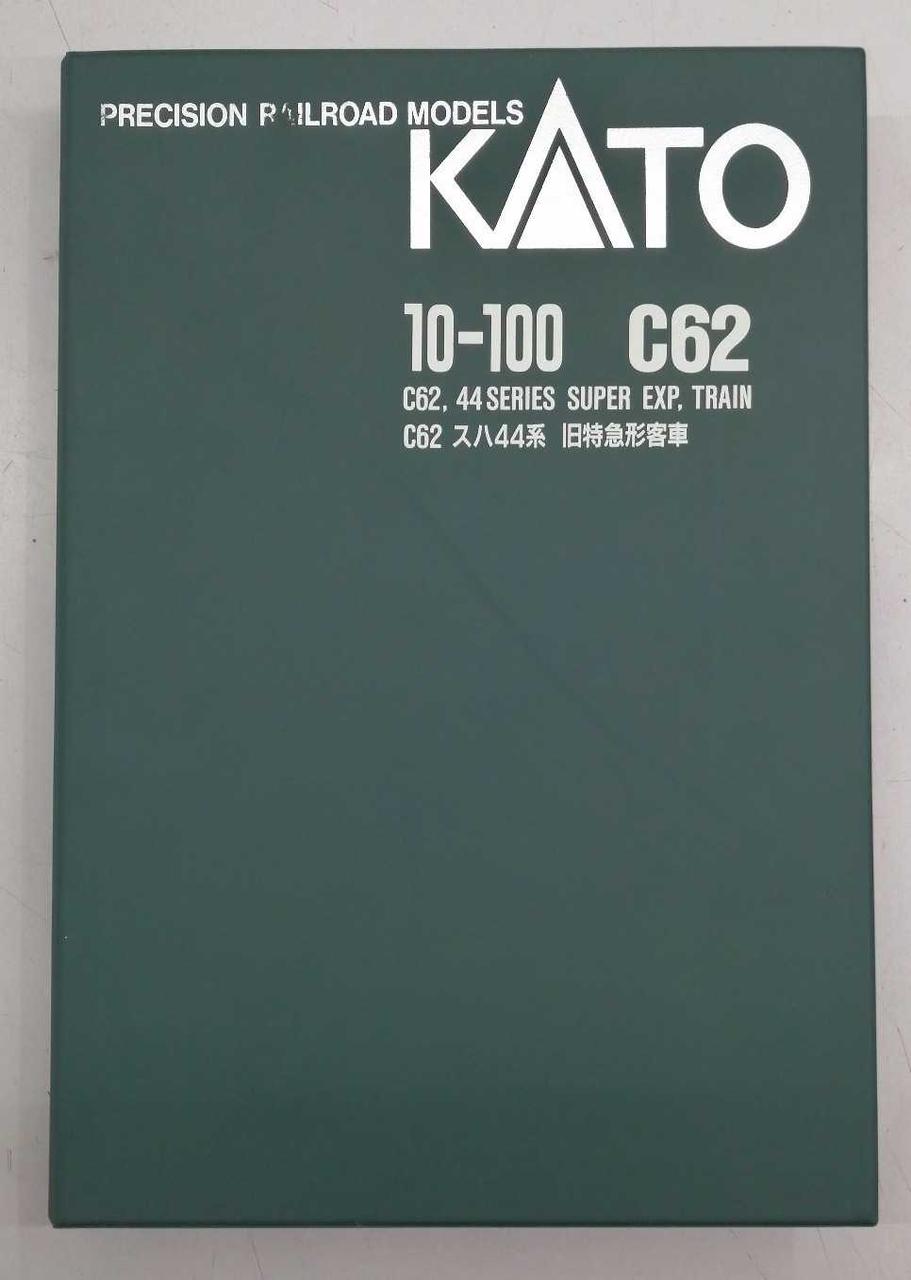 PRECISION RAILROAD MODELS
KATO
10-100 C62
C62, 44 SERIES SUPER EXP. TRAIN
C62 スハ44系 旧特急形客車